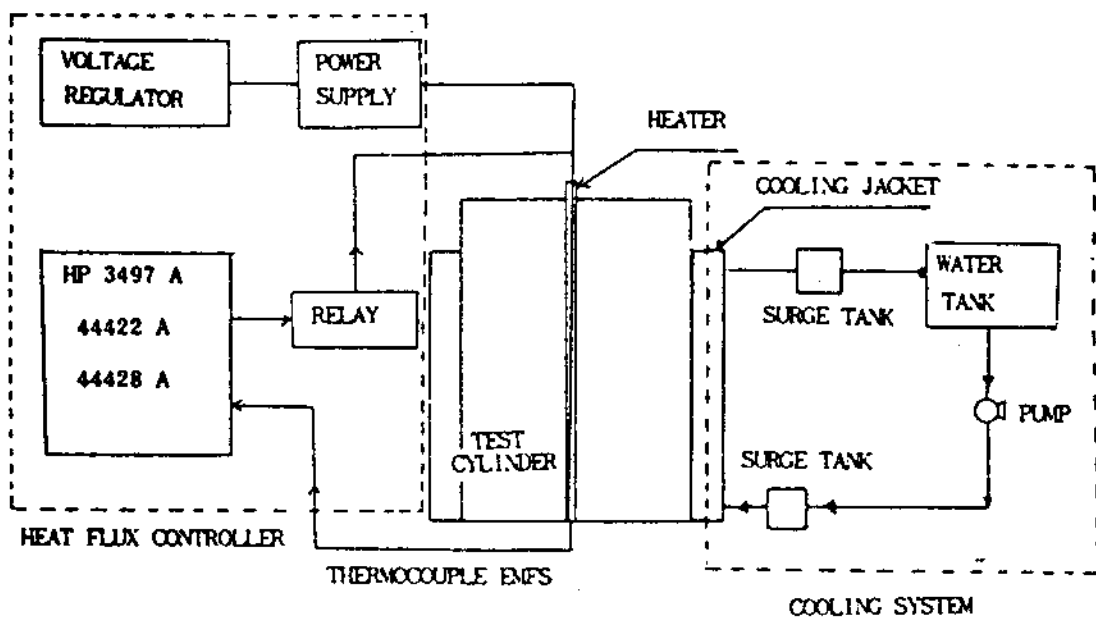 VOLTAGE
REGULATOR
POWER
SUPPLY
HEATER
COOLING JACKET
HP 3497 A
44422 A
44428 A
RELAY
WATER
TANK
SURGE TANK
PUMP
TEST
CYLINDER
SURGE TANK
HEAT FLUX CONTROLLER
THERMOCOUPLE EMFS
COOLING SYSTEM